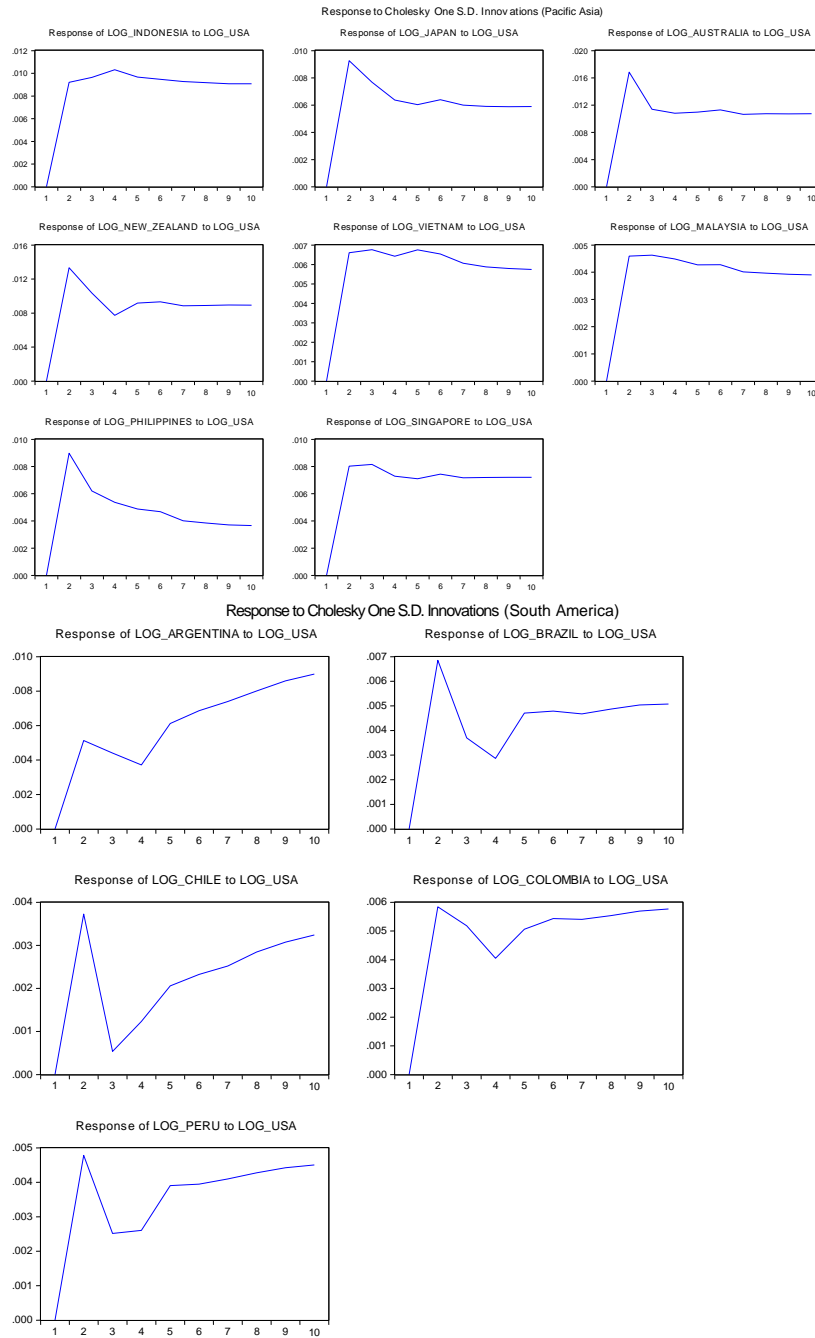 Response to Cholesky One S.D. Innovations (Pacific Asia)
Response of LOG_INDONESIA to LOG_USA
.012
.010
.008
.006
.004
.002
.000
1 2 3 4 5 6 7 8 9 10
Response of LOG_JAPAN to LOG_USA
.010
.008
.006
.004
.002
.000
1 2 3 4 5 6 7 8 9 10
Response of LOG_AUSTRALIA to LOG_USA
.020
.016
.012
.008
.004
.000
1 2 3 4 5 6 7 8 9 10
Response of LOG_NEW_ZEALAND to LOG_USA
.016
.012
.008
.004
.000
1 2 3 4 5 6 7 8 9 10
Response of LOG_VIETNAM to LOG_USA
.007
.006
.005
.004
.003
.002
.001
.000
1 2 3 4 5 6 7 8 9 10
Response of LOG_MALAYSIA to LOG_USA
.005
.004
.003
.002
.001
.000
1 2 3 4 5 6 7 8 9 10
Response of LOG_PHILIPPINES to LOG_USA
.010
.008
.006
.004
.002
.000
1 2 3 4 5 6 7 8 9 10
Response of LOG_SINGAPORE to LOG_USA
.010
.008
.006
.004
.002
.000
1 2 3 4 5 6 7 8 9 10
Response to Cholesky One S.D. Innovations (South America)
Response of LOG_ARGENTINA to LOG_USA
.010
.008
.006
.004
.002
.000
1 2 3 4 5 6 7 8 9 10
Response of LOG_BRAZIL to LOG_USA
.007
.006
.005
.004
.003
.002
.001
.000
1 2 3 4 5 6 7 8 9 10
Response of LOG_CHILE to LOG_USA
.004
.003
.002
.001
.000
1 2 3 4 5 6 7 8 9 10
Response of LOG_COLOMBIA to LOG_USA
.006
.005
.004
.003
.002
.001
.000
1 2 3 4 5 6 7 8 9 10
Response of LOG_PERU to LOG_USA
.005
.004
.003
.002
.001
.000
1 2 3 4 5 6 7 8 9 10